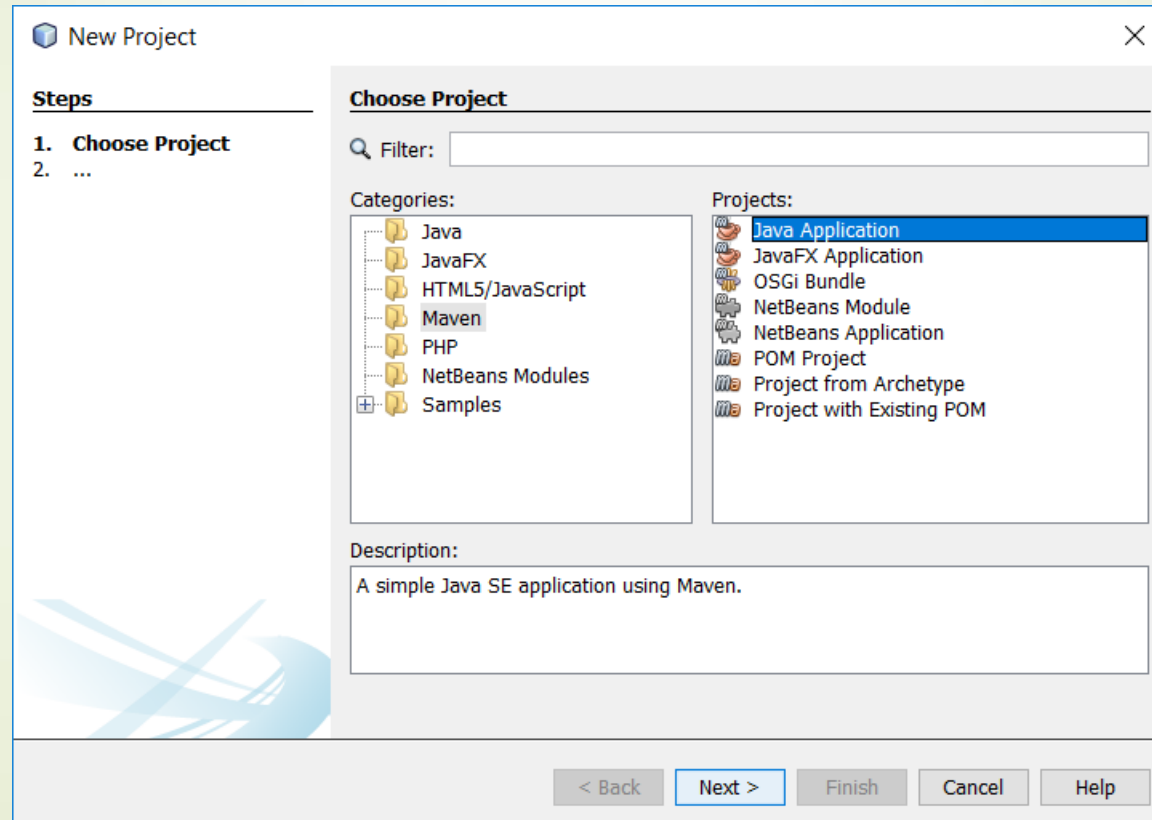 New Project
Steps
1. Choose Project
2. ...
Choose Project
Filter:
Categories:
Java
JavaFX
HTML5/JavaScript
Maven
PHP
NetBeans Modules
Samples
Projects:
Java Application
JavaFX Application
OSGi Bundle
NetBeans Module
NetBeans Application
POM Project
Project from Archetype
Project with Existing POM
Description:
A simple Java SE application using Maven.
< Back Next > Finish Cancel Help